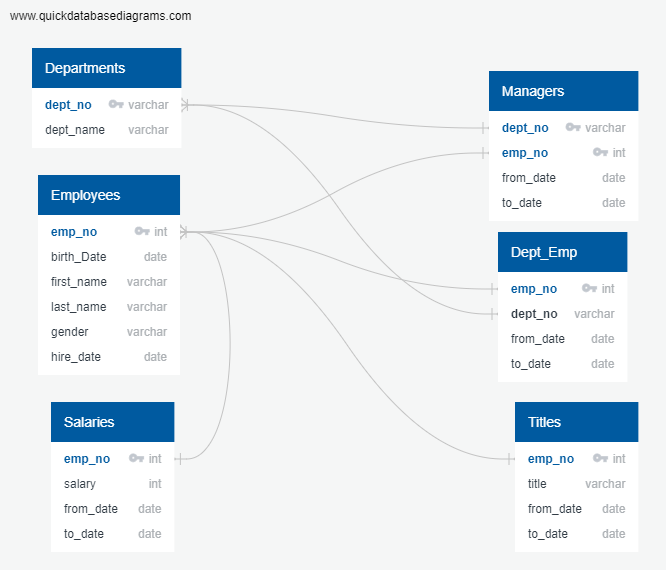 www.quickdatabasediagrams.com
Departments
dept_no varchar
dept_name varchar
Employees
emp_no int
birth_Date date
first_name varchar
last_name varchar
gender varchar
hire_date date
Salaries
emp_no int
salary int
from_date date
to_date date
Managers
dept_no varchar
emp_no int
from_date date
to_date date
Dept_Emp
emp_no int
dept_no varchar
from_date date
to_date date
Titles
emp_no int
title varchar
from_date date
to_date date